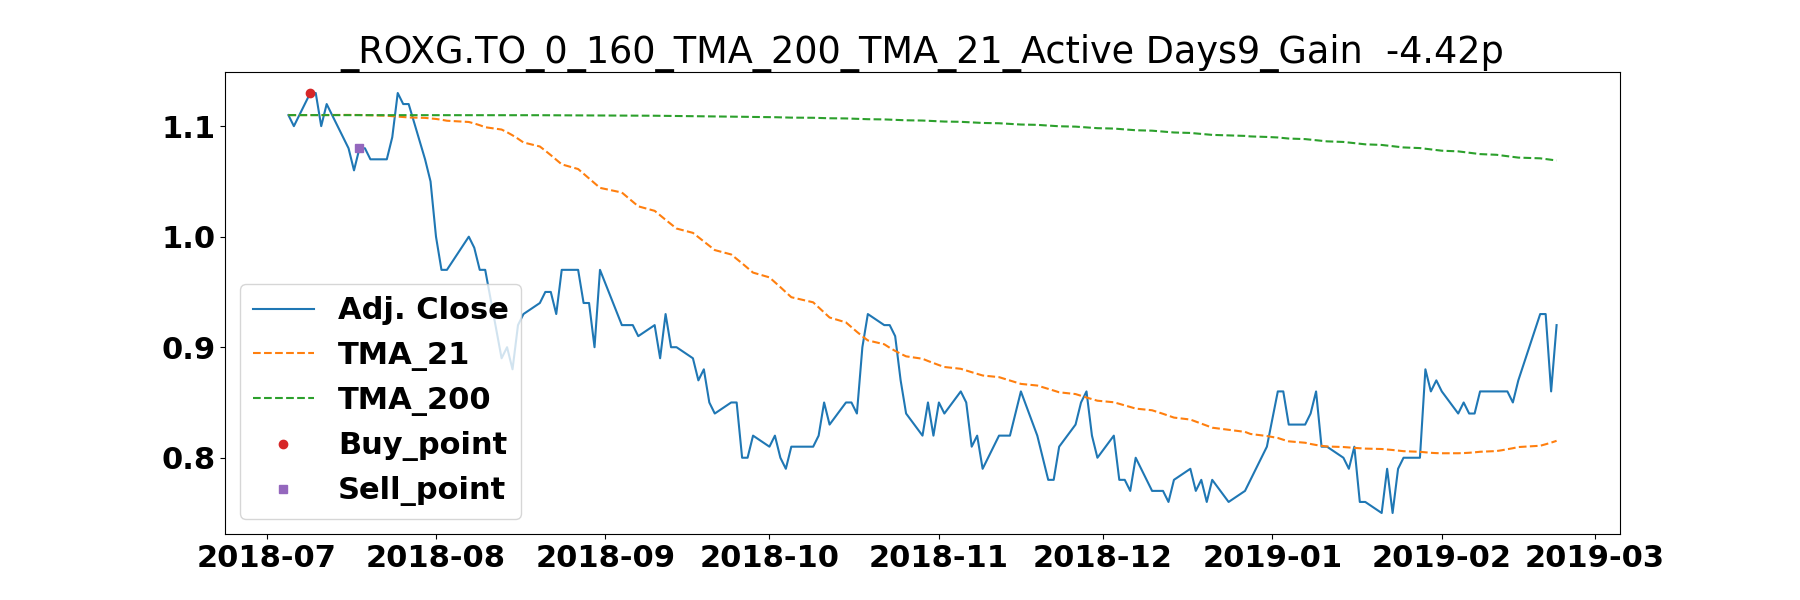 _ROXG.TO_0_160_TMA_200_TMA_21_Active Days9_Gain  -4.42p
1.1
1.0
0.9
0.8
Adj. Close
TMA_21
TMA_200
Buy_point
Sell_point
2018-07 2018-08 2018-09 2018-10 2018-11 2018-12 2019-01 2019-02 2019-03